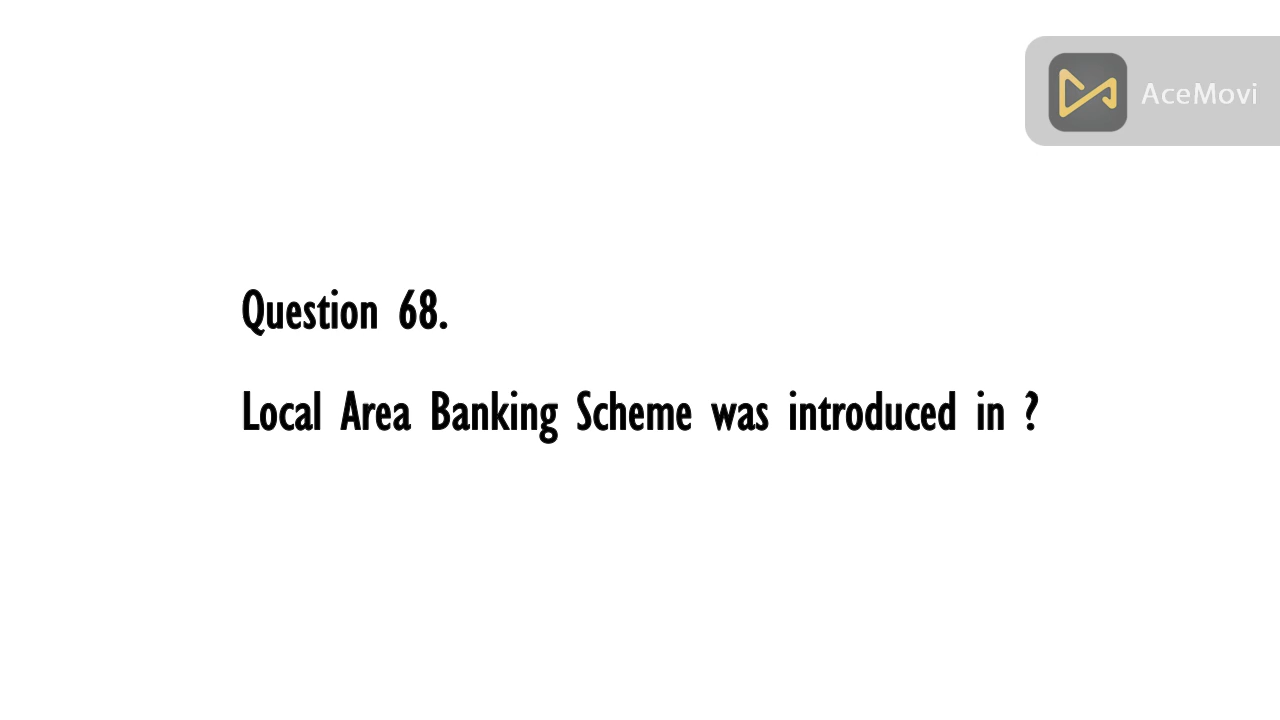 AceMovi
Question 68.
Local Area Banking Scheme was introduced in ?